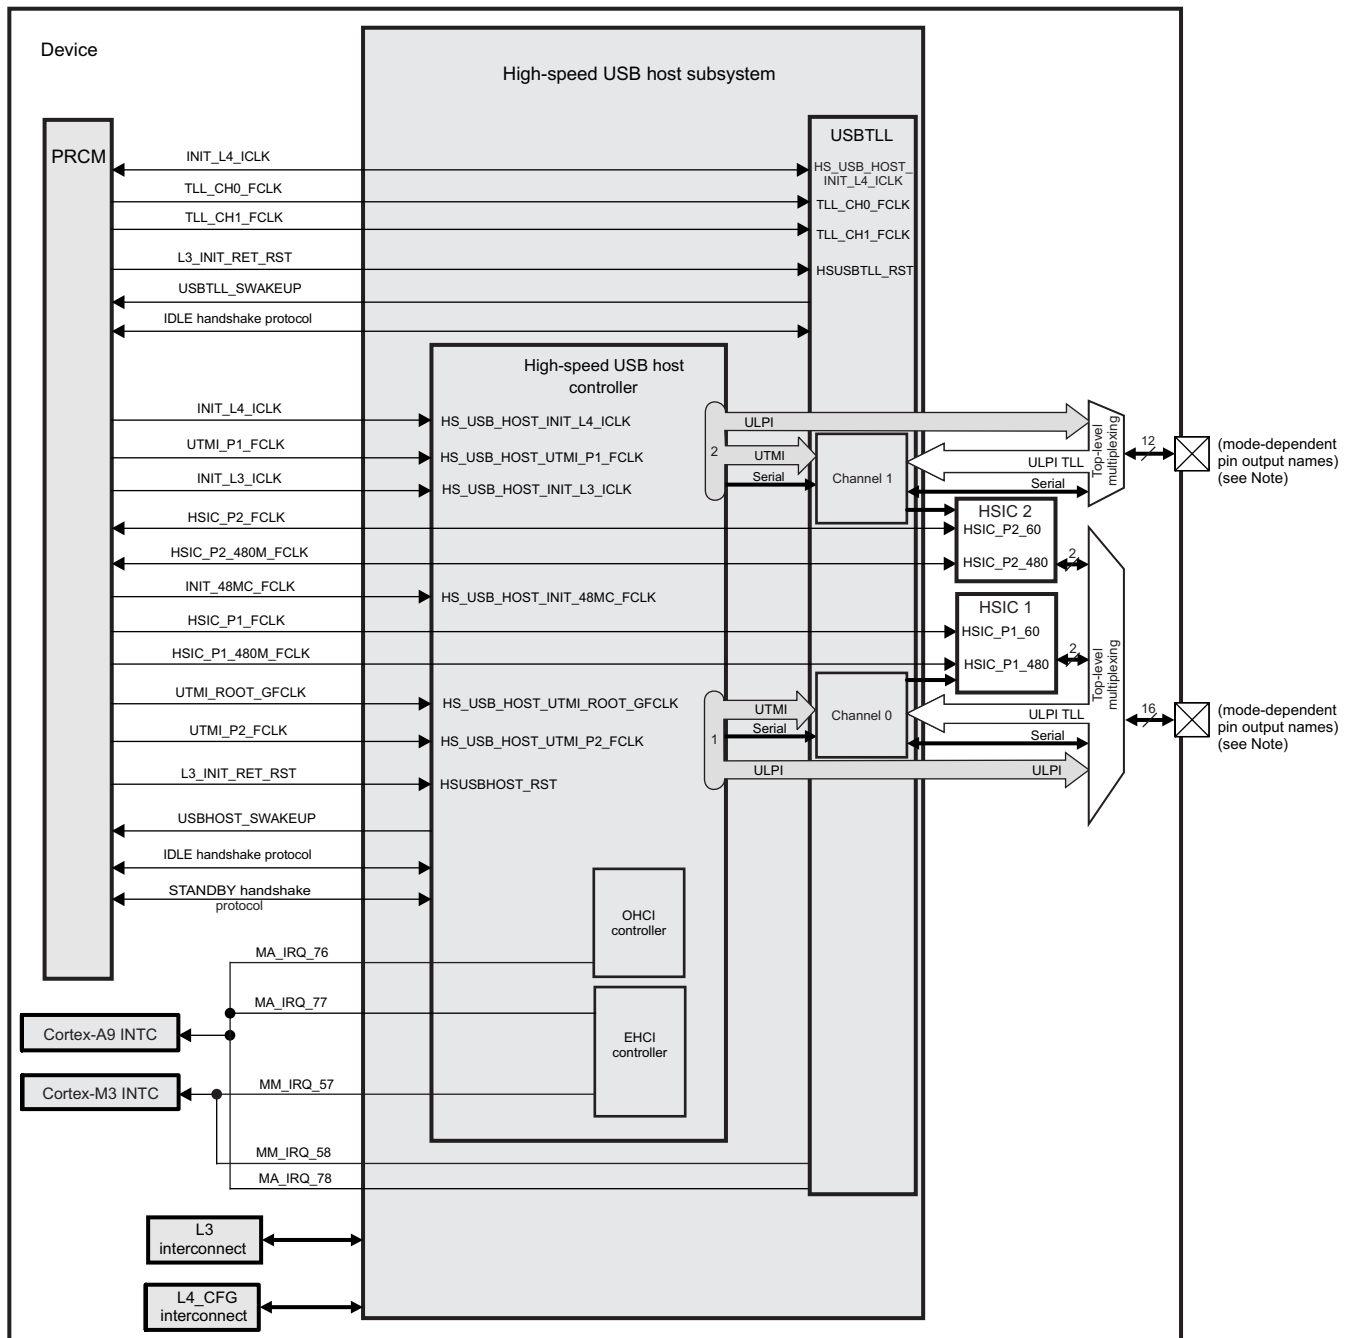 Device
High-speed USB host subsystem
USBTLL
PRCM
INIT_L4_ICLK
HS_USB_HOST_
INIT_L4_ICLK
TLL_CH0_FCLK
TLL_CH0_FCLK
TLL_CH1_FCLK
TLL_CH1_FCLK
L3_INIT_RET_RST
HSUSBTLL_RST
USBTLL_SWAKEUP
IDLE handshake protocol
High-speed USB host
controller
INIT_L4_ICLK
HS_USB_HOST_INIT_L4_ICLK
UTMI_P1_FCLK
HS_USB_HOST_UTMI_P1_FCLK
INIT_L3_ICLK
HS_USB_HOST_INIT_L3_ICLK
HSIC_P2_FCLK
HSIC_P2_480M_FCLK
INIT_48MC_FCLK
HS_USB_HOST_INIT_48MC_FCLK
HSIC_P1_FCLK
HSIC_P1_480M_FCLK
UTMI_ROOT_GFCLK
HS_USB_HOST_UTMI_ROOT_GFCLK
UTMI_P2_FCLK
HS_USB_HOST_UTMI_P2_FCLK
L3_INIT_RET_RST
HSUSBHOST_RST
USBHOST_SWAKEUP
IDLE handshake protocol
STANDBY handshake
protocol
2
ULPI
UTMI
Serial
Channel 1
ULPI TLL
Serial
Top-level
multiplexing
12
(mode-dependent
pin output names)
(see Note)
HSIC 2
HSIC_P2_60
HSIC_P2_480
2
HSIC 1
HSIC_P1_60
HSIC_P1_480
2
Top-level
multiplexing
1
UTMI
Serial
ULPI
Channel 0
ULPI TLL
Serial
ULPI
16
(mode-dependent
pin output names)
(see Note)
OHCI
controller
MA_IRQ_76
MA_IRQ_77
EHCI
controller
Cortex-A9 INTC
Cortex-M3 INTC
MM_IRQ_57
MM_IRQ_58
MA_IRQ_78
L3
interconnect
L4_CFG
interconnect